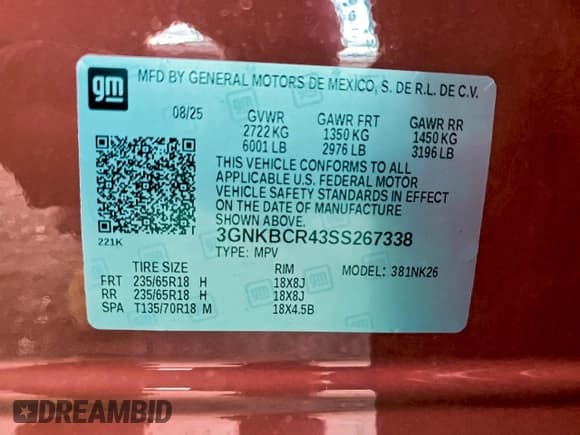 gm
MFD BY GENERAL MOTORS DE MEXICO, S. DE R.L. DE C.V.
08/25 GVWR GAWR FRT GAWR RR
2722 KG 1350 KG 1450 KG
6001 LB 2976 LB 3196 LB
THIS VEHICLE CONFORMS TO ALL
APPLICABLE U.S. FEDERAL MOTOR
VEHICLE SAFETY STANDARDS IN EFFECT
ON THE DATE OF MANUFACTURE
SHOWN ABOVE.
221K 3GNKBCR43SS267338
TYPE: MPV MODEL: 381NK26
TIRE SIZE RIM
FRT 235/65R18 H 18X8J
RR 235/65R18 H 18X8J
SPA T135/70R18 M 18X4.5B
DREAMBID